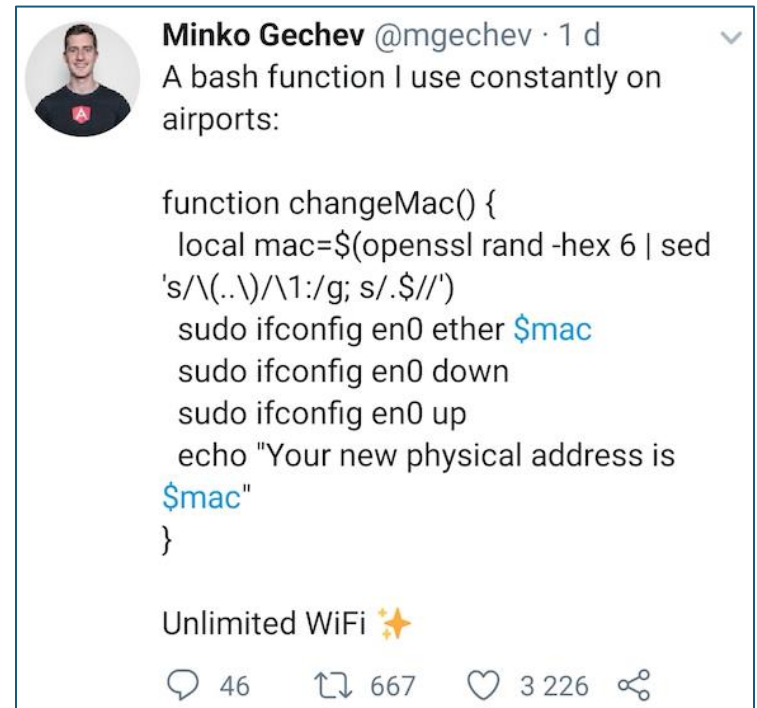 Minko Gechev @mgechev · 1 d
A bash function I use constantly on
airports:
function changeMac() {
local mac=$(openssl rand -hex 6 | sed
's/\(..\)/\1:/g; s/.$//')
sudo ifconfig en0 ether $mac
sudo ifconfig en0 down
sudo ifconfig en0 up
echo "Your new physical address is
$mac"
}
Unlimited WiFi ✨
46 667 3 226